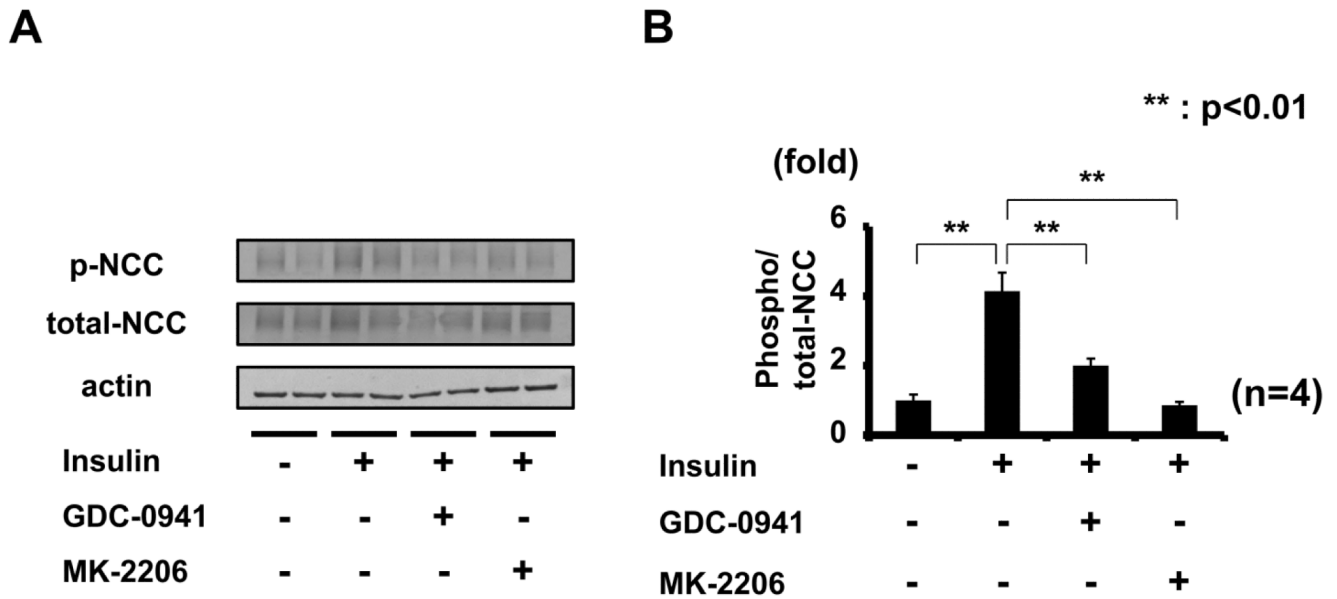 A
p-NCC
total-NCC
actin
Insulin - + + +
GDC-0941 - - + -
MK-2206 - - - +
B
** : p<0.01
(fold)
**
** **
6
4
2
0
Phospho/
total-NCC
(n=4)
Insulin - + + +
GDC-0941 - - + -
MK-2206 - - - +